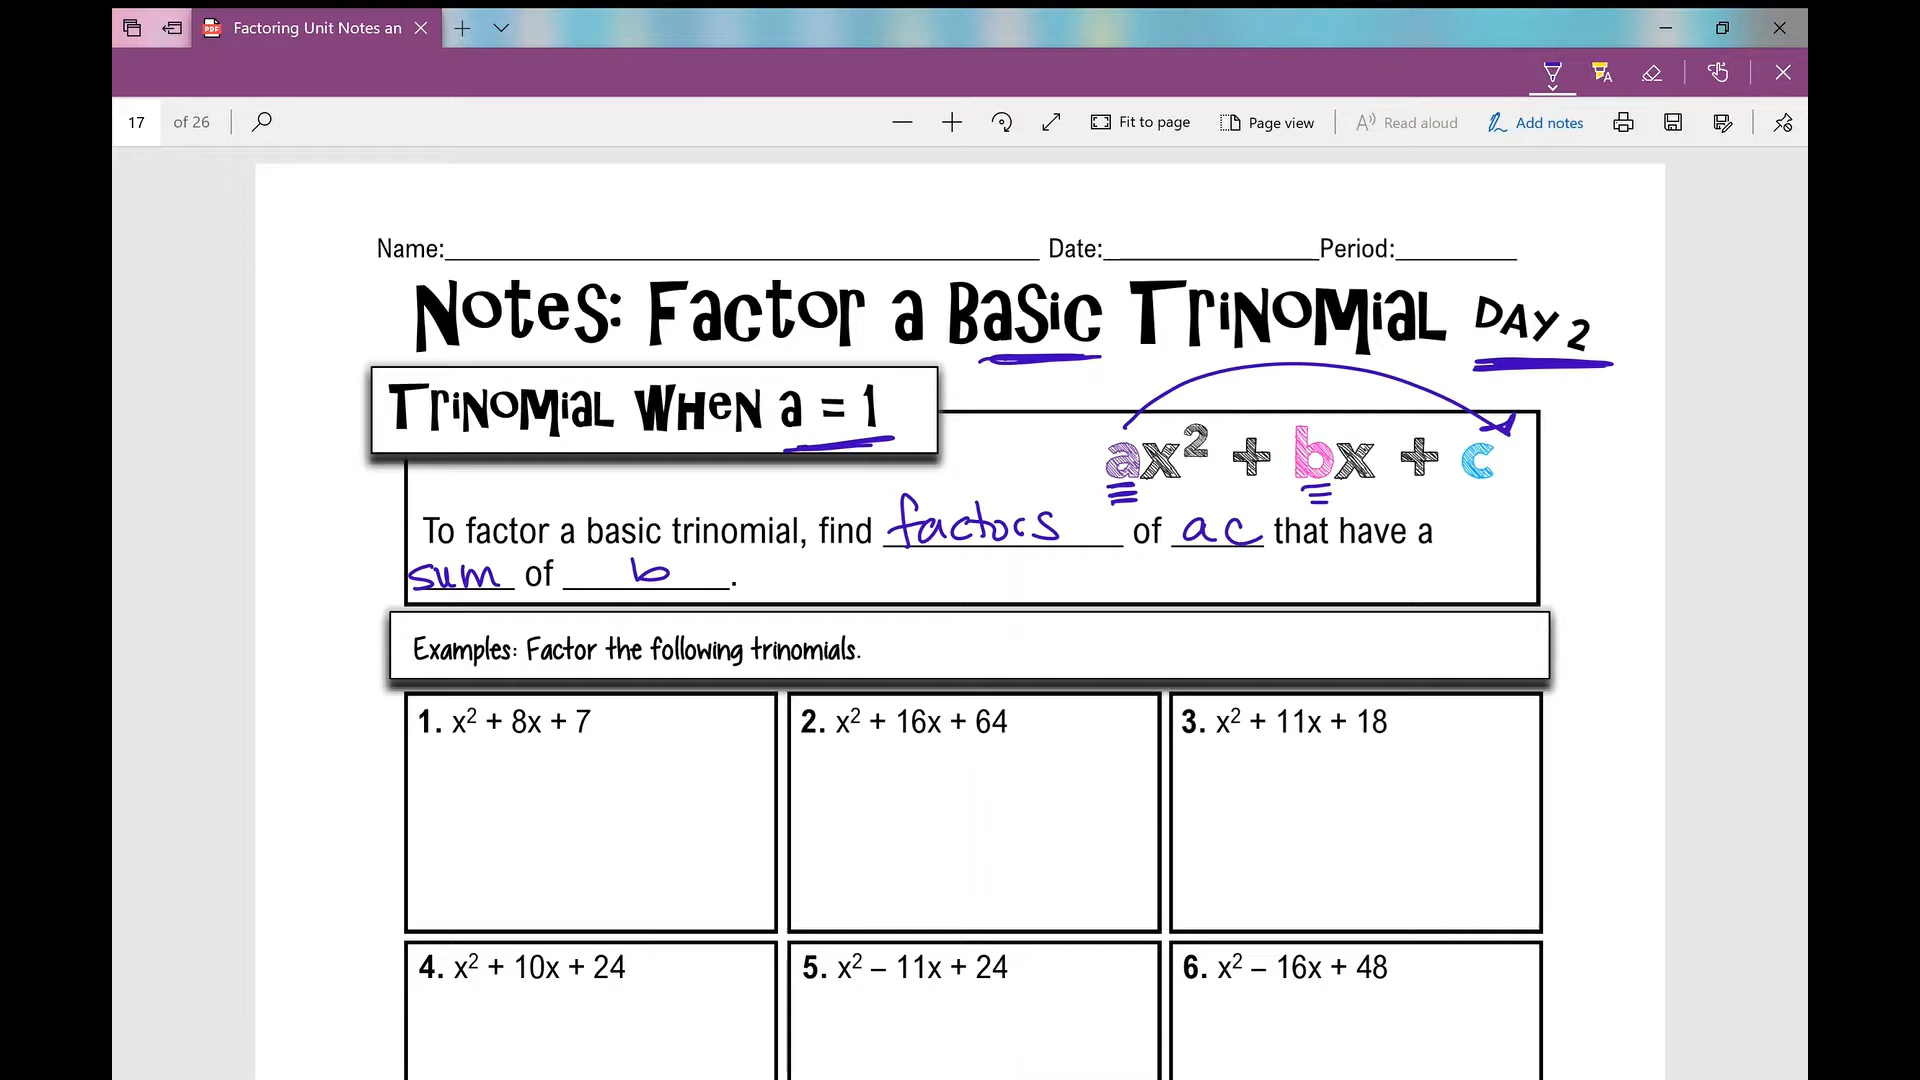 Factoring Unit Notes an
17 of 26 Fit to page Page view Read aloud Add notes
Name: Date: Period:
Notes: Factor a Basic Trinomial DAY 2
Trinomial When a = 1
ax² + bx + c
To factor a basic trinomial, find factors of ac that have a
sum of b.
Examples: Factor the following trinomials.
1. x² + 8x + 7
2. x² + 16x + 64
3. x² + 11x + 18
4. x² + 10x + 24
5. x² – 11x + 24
6. x² – 16x + 48